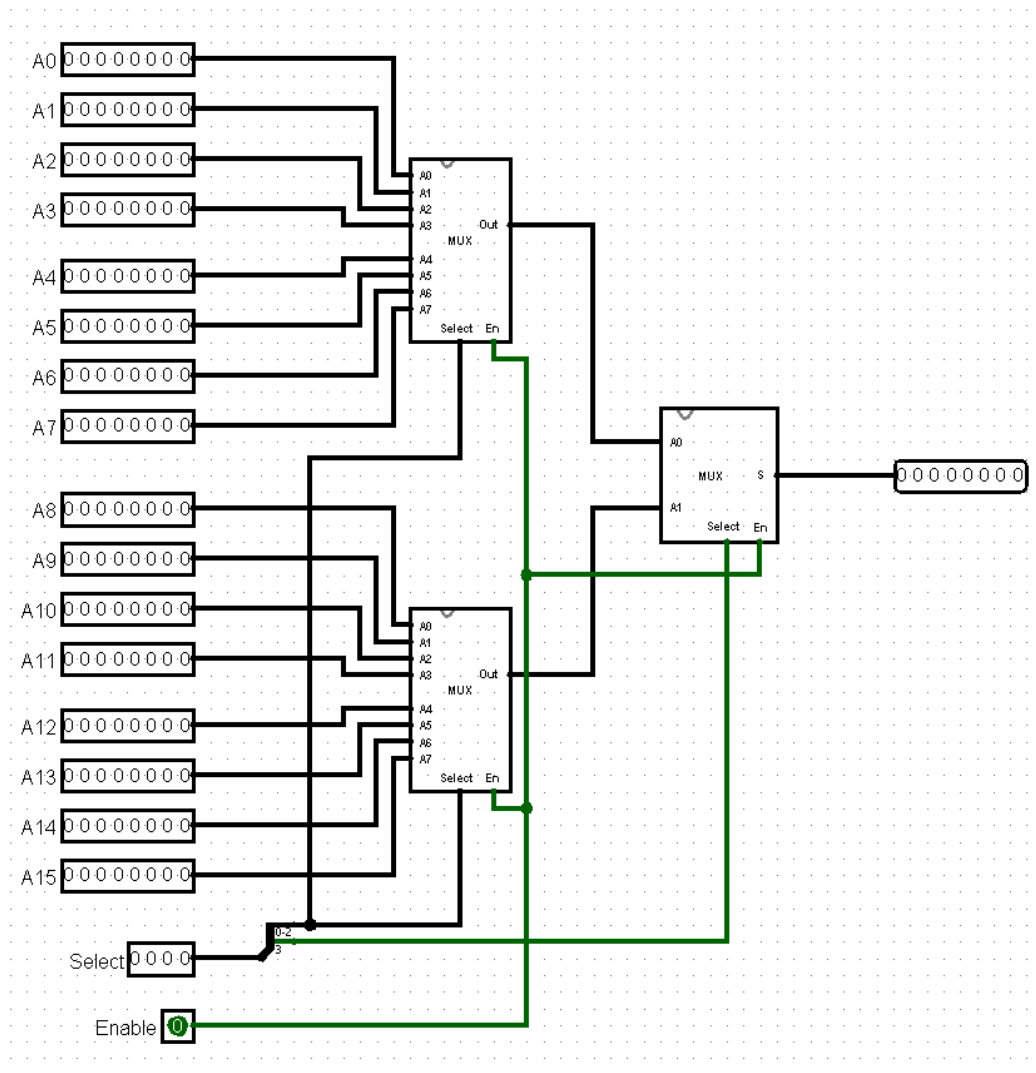 A0 00000000
A1 00000000
A2 00000000
A3 00000000
A4 00000000
A5 00000000
A6 00000000
A7 00000000
A0
A1
A2
A3
Out
MUX
A4
A5
A6
A7
Select En
A0
MUX S
A1
Select En
00000000
A8 00000000
A9 00000000
A10 00000000
A11 00000000
A12 00000000
A13 00000000
A14 00000000
A15 00000000
A0
A1
A2
A3
Out
MUX
A4
A5
A6
A7
Select En
0-2
3
Select 0000
Enable 0